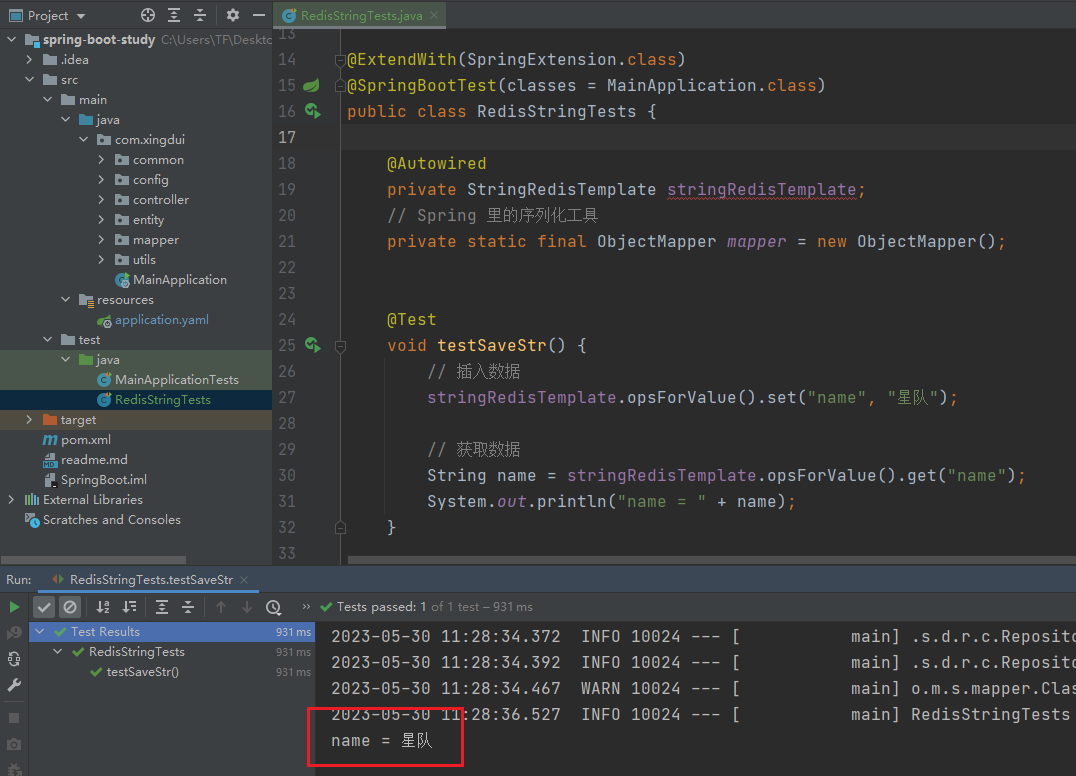 Project
RedisStringTests.java
spring-boot-study C:\Users\TF\Deskto
.idea
src
main
java
com.xingdui
common
config
controller
entity
mapper
utils
MainApplication
resources
application.yaml
test
java
MainApplicationTests
RedisStringTests
target
pom.xml
readme.md
SpringBoot.iml
External Libraries
Scratches and Consoles
13
14 @ExtendWith(SpringExtension.class)
15 @SpringBootTest(classes = MainApplication.class)
16 public class RedisStringTests {
17
18 @Autowired
19 private StringRedisTemplate stringRedisTemplate;
20 // Spring 里的序列化工具
21 private static final ObjectMapper mapper = new ObjectMapper();
22
23
24 @Test
25 void testSaveStr() {
26 // 插入数据
27 stringRedisTemplate.opsForValue().set("name", "星队");
28
29 // 获取数据
30 String name = stringRedisTemplate.opsForValue().get("name");
31 System.out.println("name = " + name);
32 }
33
Run: RedisStringTests.testSaveStr
Tests passed: 1 of 1 test – 931 ms
Test Results 931 ms
RedisStringTests 931 ms
testSaveStr() 931 ms
2023-05-30 11:28:34.372 INFO 10024 --- [ main] .s.d.r.c.Reposito
2023-05-30 11:28:34.392 INFO 10024 --- [ main] .s.d.r.c.Reposito
2023-05-30 11:28:34.467 WARN 10024 --- [ main] o.m.s.mapper.Clas
2023-05-30 11:28:36.527 INFO 10024 --- [ main] RedisStringTests
name = 星队